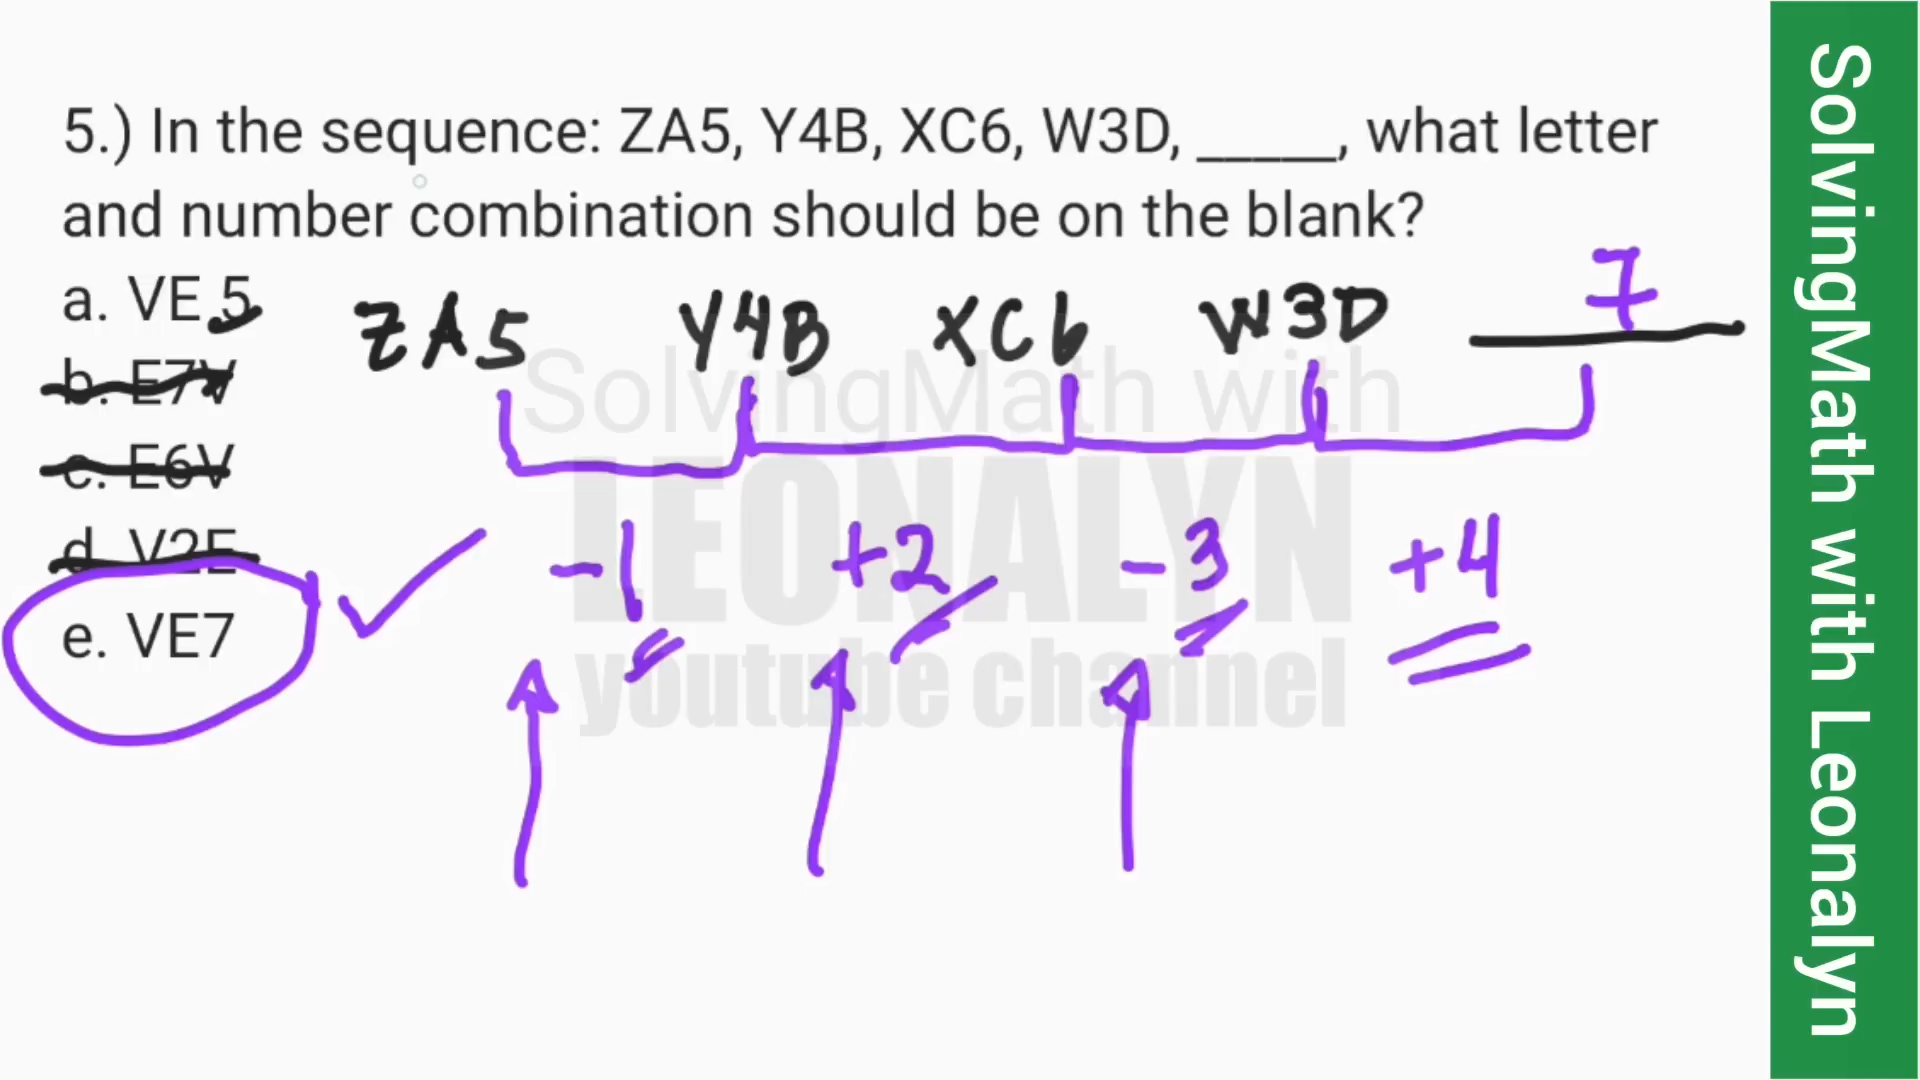 5.) In the sequence: ZA5, Y4B, XC6, W3D, _____, what letter
and number combination should be on the blank?
a. VE 5
b. E7V
c. E6V
d. V2E
e. VE7
ZA5 Y4B XC6 W3D 7
-1 +2 -3 +4
SolvingMath with
LEONALYN
youtube channel
SolvingMath with Leonalyn